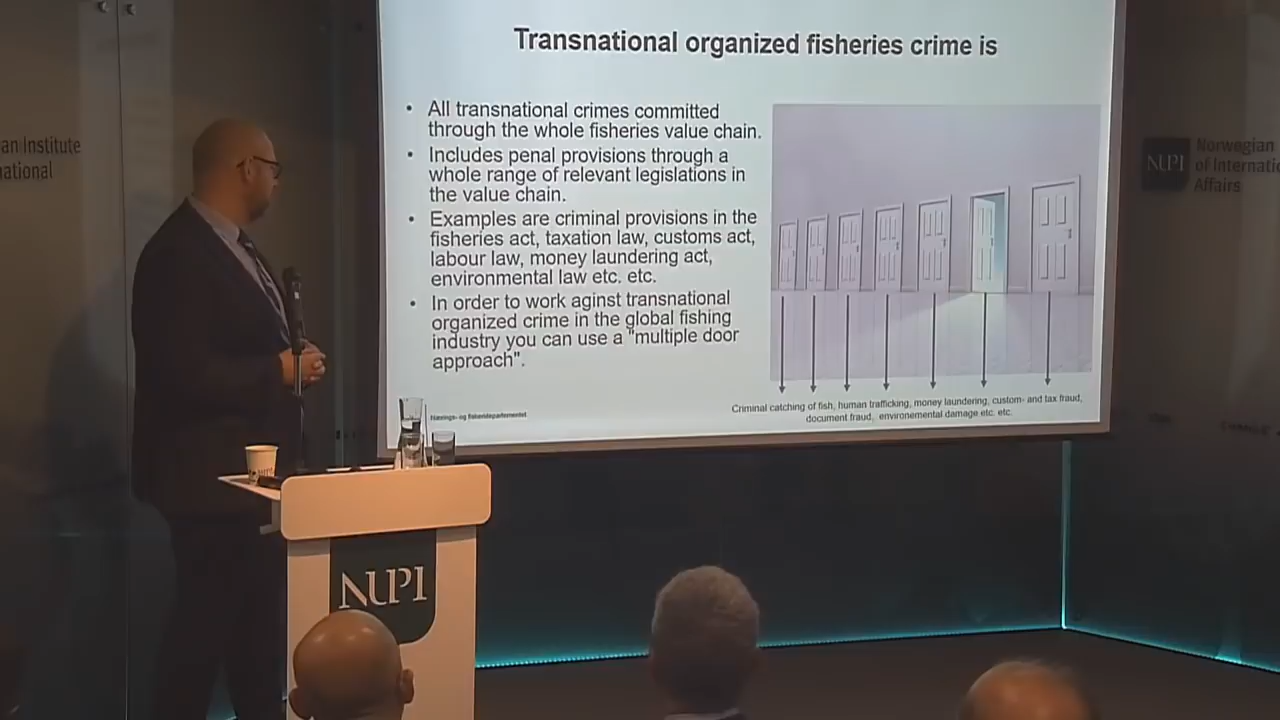 Transnational organized fisheries crime is
• All transnational crimes committed
through the whole fisheries value chain.
• Includes penal provisions through a
whole range of relevant legislations in
the value chain.
• Examples are criminal provisions in the
fisheries act, taxation law, customs act,
labour law, money laundering act,
environmental law etc. etc.
• In order to work aginst transnational
organized crime in the global fishing
industry you can use a "multiple door
approach".
Criminal catching of fish, human trafficking, money laundering, custom- and tax fraud,
document fraud, environemental damage etc. etc.
Nærings- og fiskeridepartementet
an Institute
national
NUPI
Norwegian
of Internati
Affairs
NUPI
NUPI